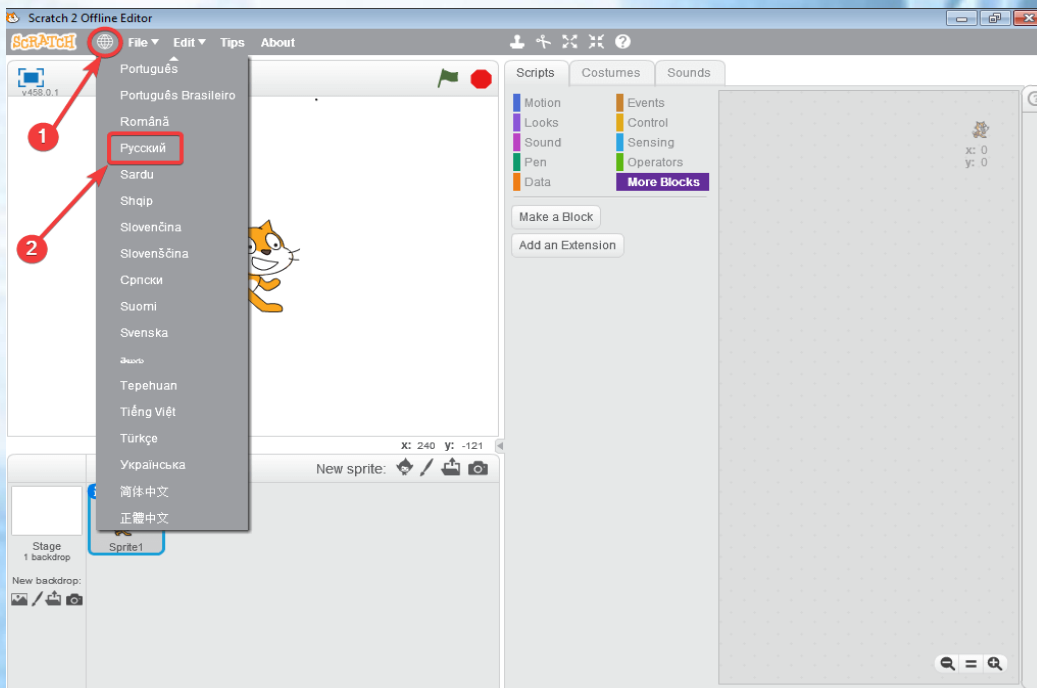 Scratch 2 Offline Editor
SCRATCH File Edit Tips About
v458.0.1
1
2
Português
Português Brasileiro
Română
Русский
Sardu
Shqip
Slovenčina
Slovenščina
Српски
Suomi
Svenska
Tepehuan
Tiếng Việt
Türkçe
Українська
简体中文
正體中文
X: 240 y: -121
New sprite:
Stage
1 backdrop
New backdrop:
Sprite1
Scripts Costumes Sounds
Motion Events
Looks Control
Sound Sensing
Pen Operators
Data More Blocks
Make a Block
Add an Extension
x: 0
y: 0